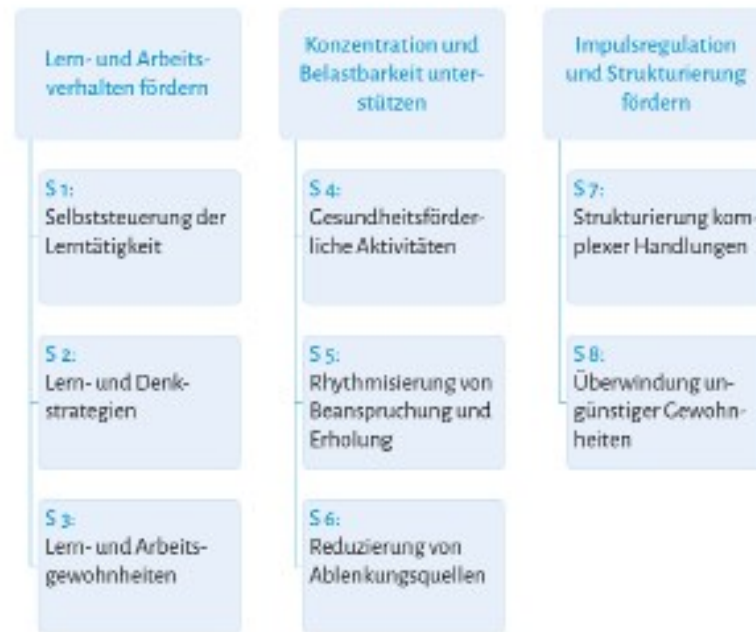 Lern- und Arbeits-
verhalten fördern
S 1:
Selbststeuerung der
Lerntätigkeit
S 2:
Lern- und Denk-
strategien
S 3:
Lern- und Arbeits-
gewohnheiten
Konzentration und
Belastbarkeit unter-
stützen
S 4:
Gesundheitsförder-
liche Aktivitäten
S 5:
Rhythmisierung von
Beanspruchung und
Erholung
S 6:
Reduzierung von
Ablenkungsquellen
Impulsregulation
und Strukturierung
fördern
S 7:
Strukturierung kom-
plexer Handlungen
S 8:
Überwindung un-
günstiger Gewohn-
heiten